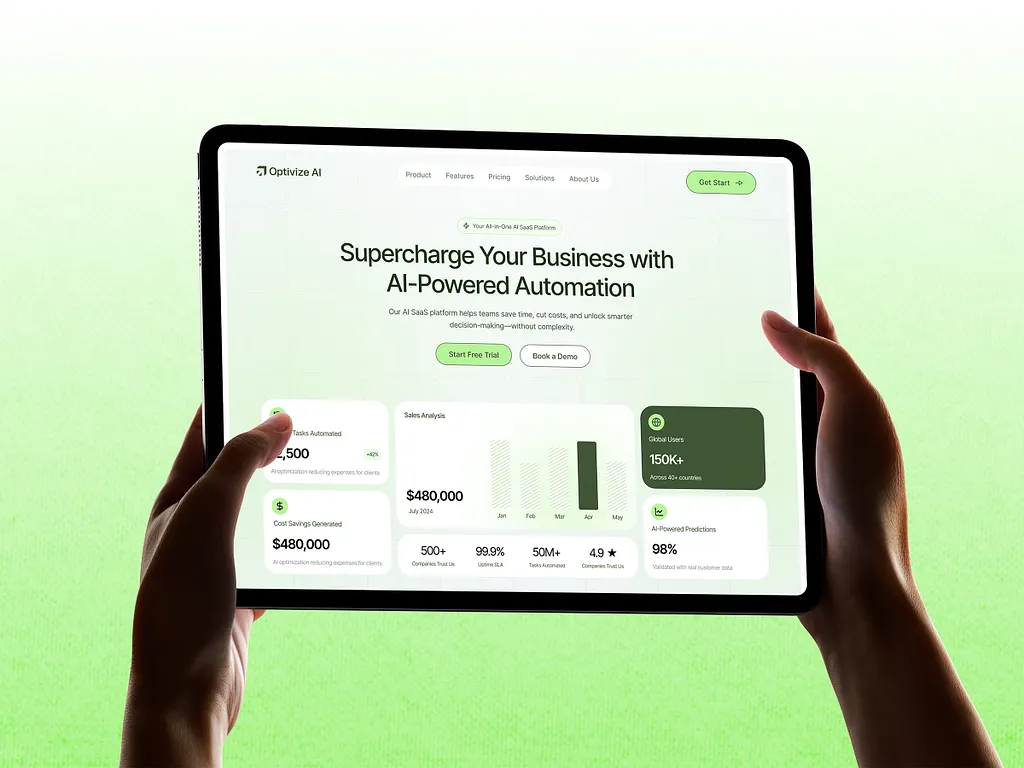 Optivize AI
Product Features Pricing Solutions About Us
Get Start
Your All-in-One AI SaaS Platform
Supercharge Your Business with
AI-Powered Automation
Our AI SaaS platform helps teams save time, cut costs, and unlock smarter
decision-making—without complexity.
Start Free Trial
Book a Demo
Tasks Automated
,500
+42%
AI optimization reducing expenses for clients
Cost Savings Generated
$480,000
AI optimization reducing expenses for clients
Sales Analysis
$480,000
July 2024
Jan Feb Mar Apr May
500+ 99.9% 50M+ 4.9 ★
Companies Trust Us Uptime SLA Tasks Automated Companies Trust Us
Global Users
150K+
Across 40+ countries
AI-Powered Predictions
98%
Validated with real customer data